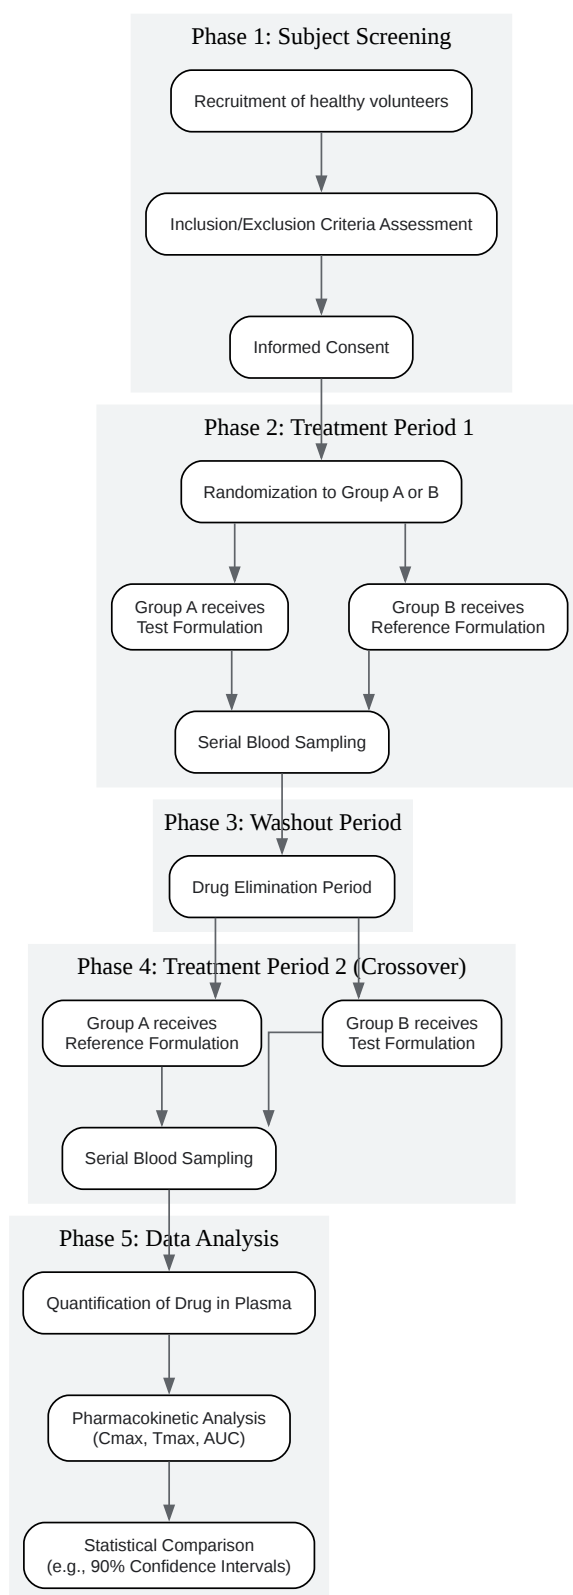 Phase 1: Subject Screening
Recruitment of healthy volunteers
Inclusion/Exclusion Criteria Assessment
Informed Consent
Phase 2: Treatment Period 1
Randomization to Group A or B
Group A receives
Test Formulation
Group B receives
Reference Formulation
Serial Blood Sampling
Phase 3: Washout Period
Drug Elimination Period
Phase 4: Treatment Period 2 (Crossover)
Group A receives
Reference Formulation
Group B receives
Test Formulation
Serial Blood Sampling
Phase 5: Data Analysis
Quantification of Drug in Plasma
Pharmacokinetic Analysis
(Cmax, Tmax, AUC)
Statistical Comparison
(e.g., 90% Confidence Intervals)